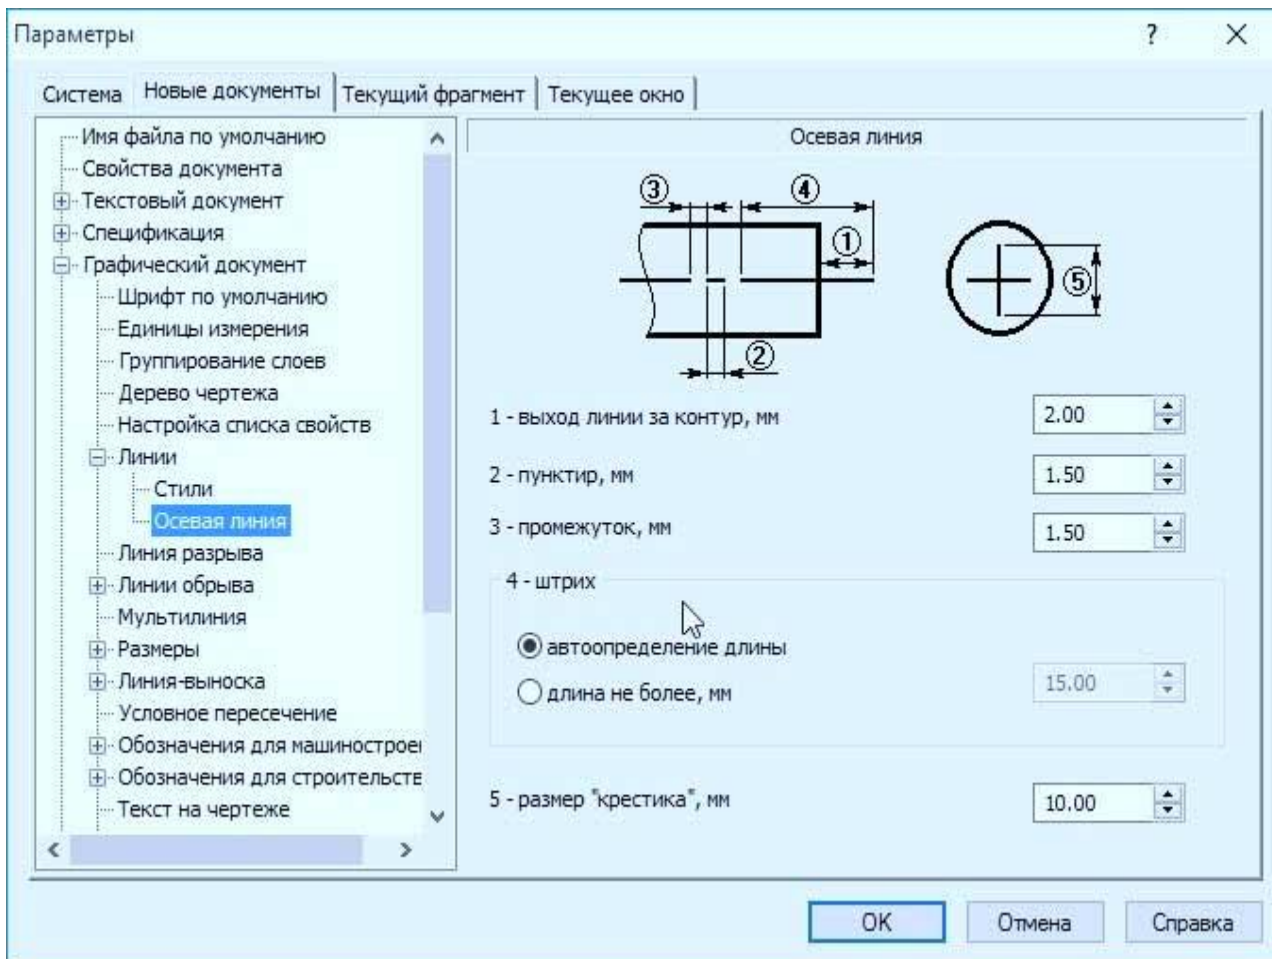 Параметры
?
Система
Новые документы
Текущий фрагмент
Текущее окно
Имя файла по умолчанию
Свойства документа
Текстовый документ
Спецификация
Графический документ
Шрифт по умолчанию
Единицы измерения
Группирование слоев
Дерево чертежа
Настройка списка свойств
Линии
Стили
Осевая линия
Линия разрыва
Линии обрыва
Мультилиния
Размеры
Линия-выноска
Условное пересечение
Обозначения для машинострое
Обозначения для строительств
Текст на чертеже
Осевая линия
3
4
1
5
2
1 - выход линии за контур, мм 2.00
2 - пунктир, мм 1.50
3 - промежуток, мм 1.50
4 - штрих
автоопределение длины
длина не более, мм 15.00
5 - размер "крестика", мм 10.00
OK
Отмена
Справка